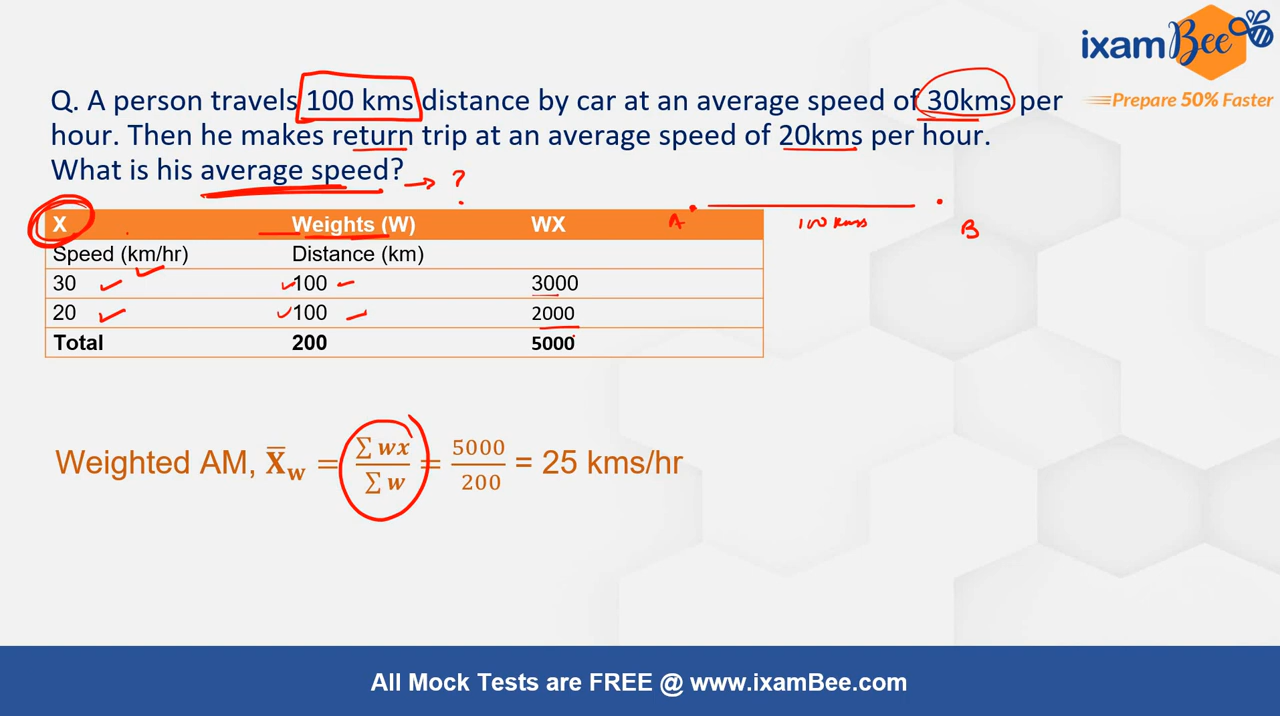 ixamBee
Prepare 50% Faster
Q. A person travels 100 kms distance by car at an average speed of 30kms per
hour. Then he makes return trip at an average speed of 20kms per hour.
What is his average speed? → ?
X Weights (W) WX
Speed (km/hr) Distance (km)
30 100 3000
20 100 2000
Total 200 5000
A 100 kms B
Weighted AM, X̅w = ∑ wx / ∑ w = 5000 / 200 = 25 kms/hr
All Mock Tests are FREE @ www.ixamBee.com